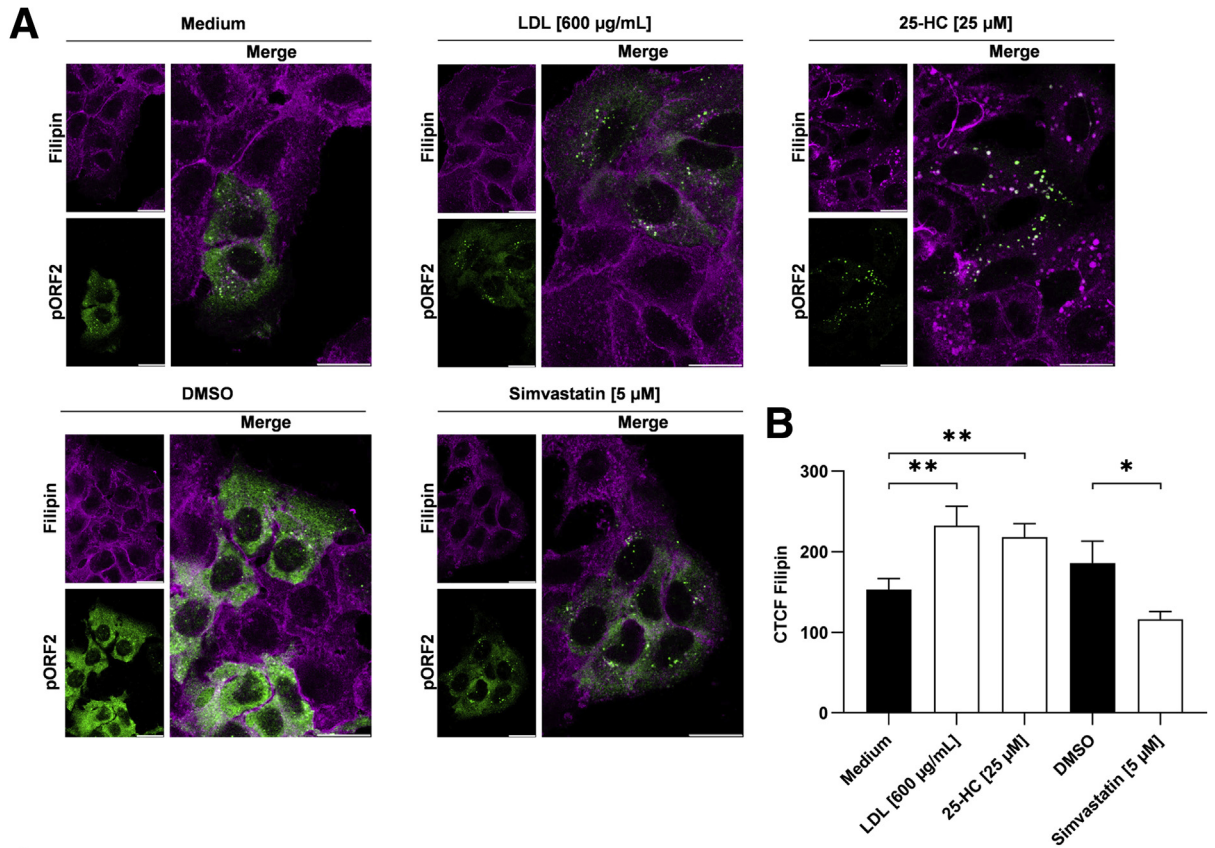 A
Medium
LDL [600 µg/mL]
25-HC [25 µM]
Merge
Merge
Merge
Filipin
Filipin
Filipin
pORF2
pORF2
pORF2
DMSO
Simvastatin [5 µM]
Merge
Merge
Filipin
Filipin
pORF2
pORF2
B
**
**
*
300
200
100
0
CTCF Filipin
Medium
LDL [600 µg/mL]
25-HC [25 µM]
DMSO
Simvastatin [5 µM]